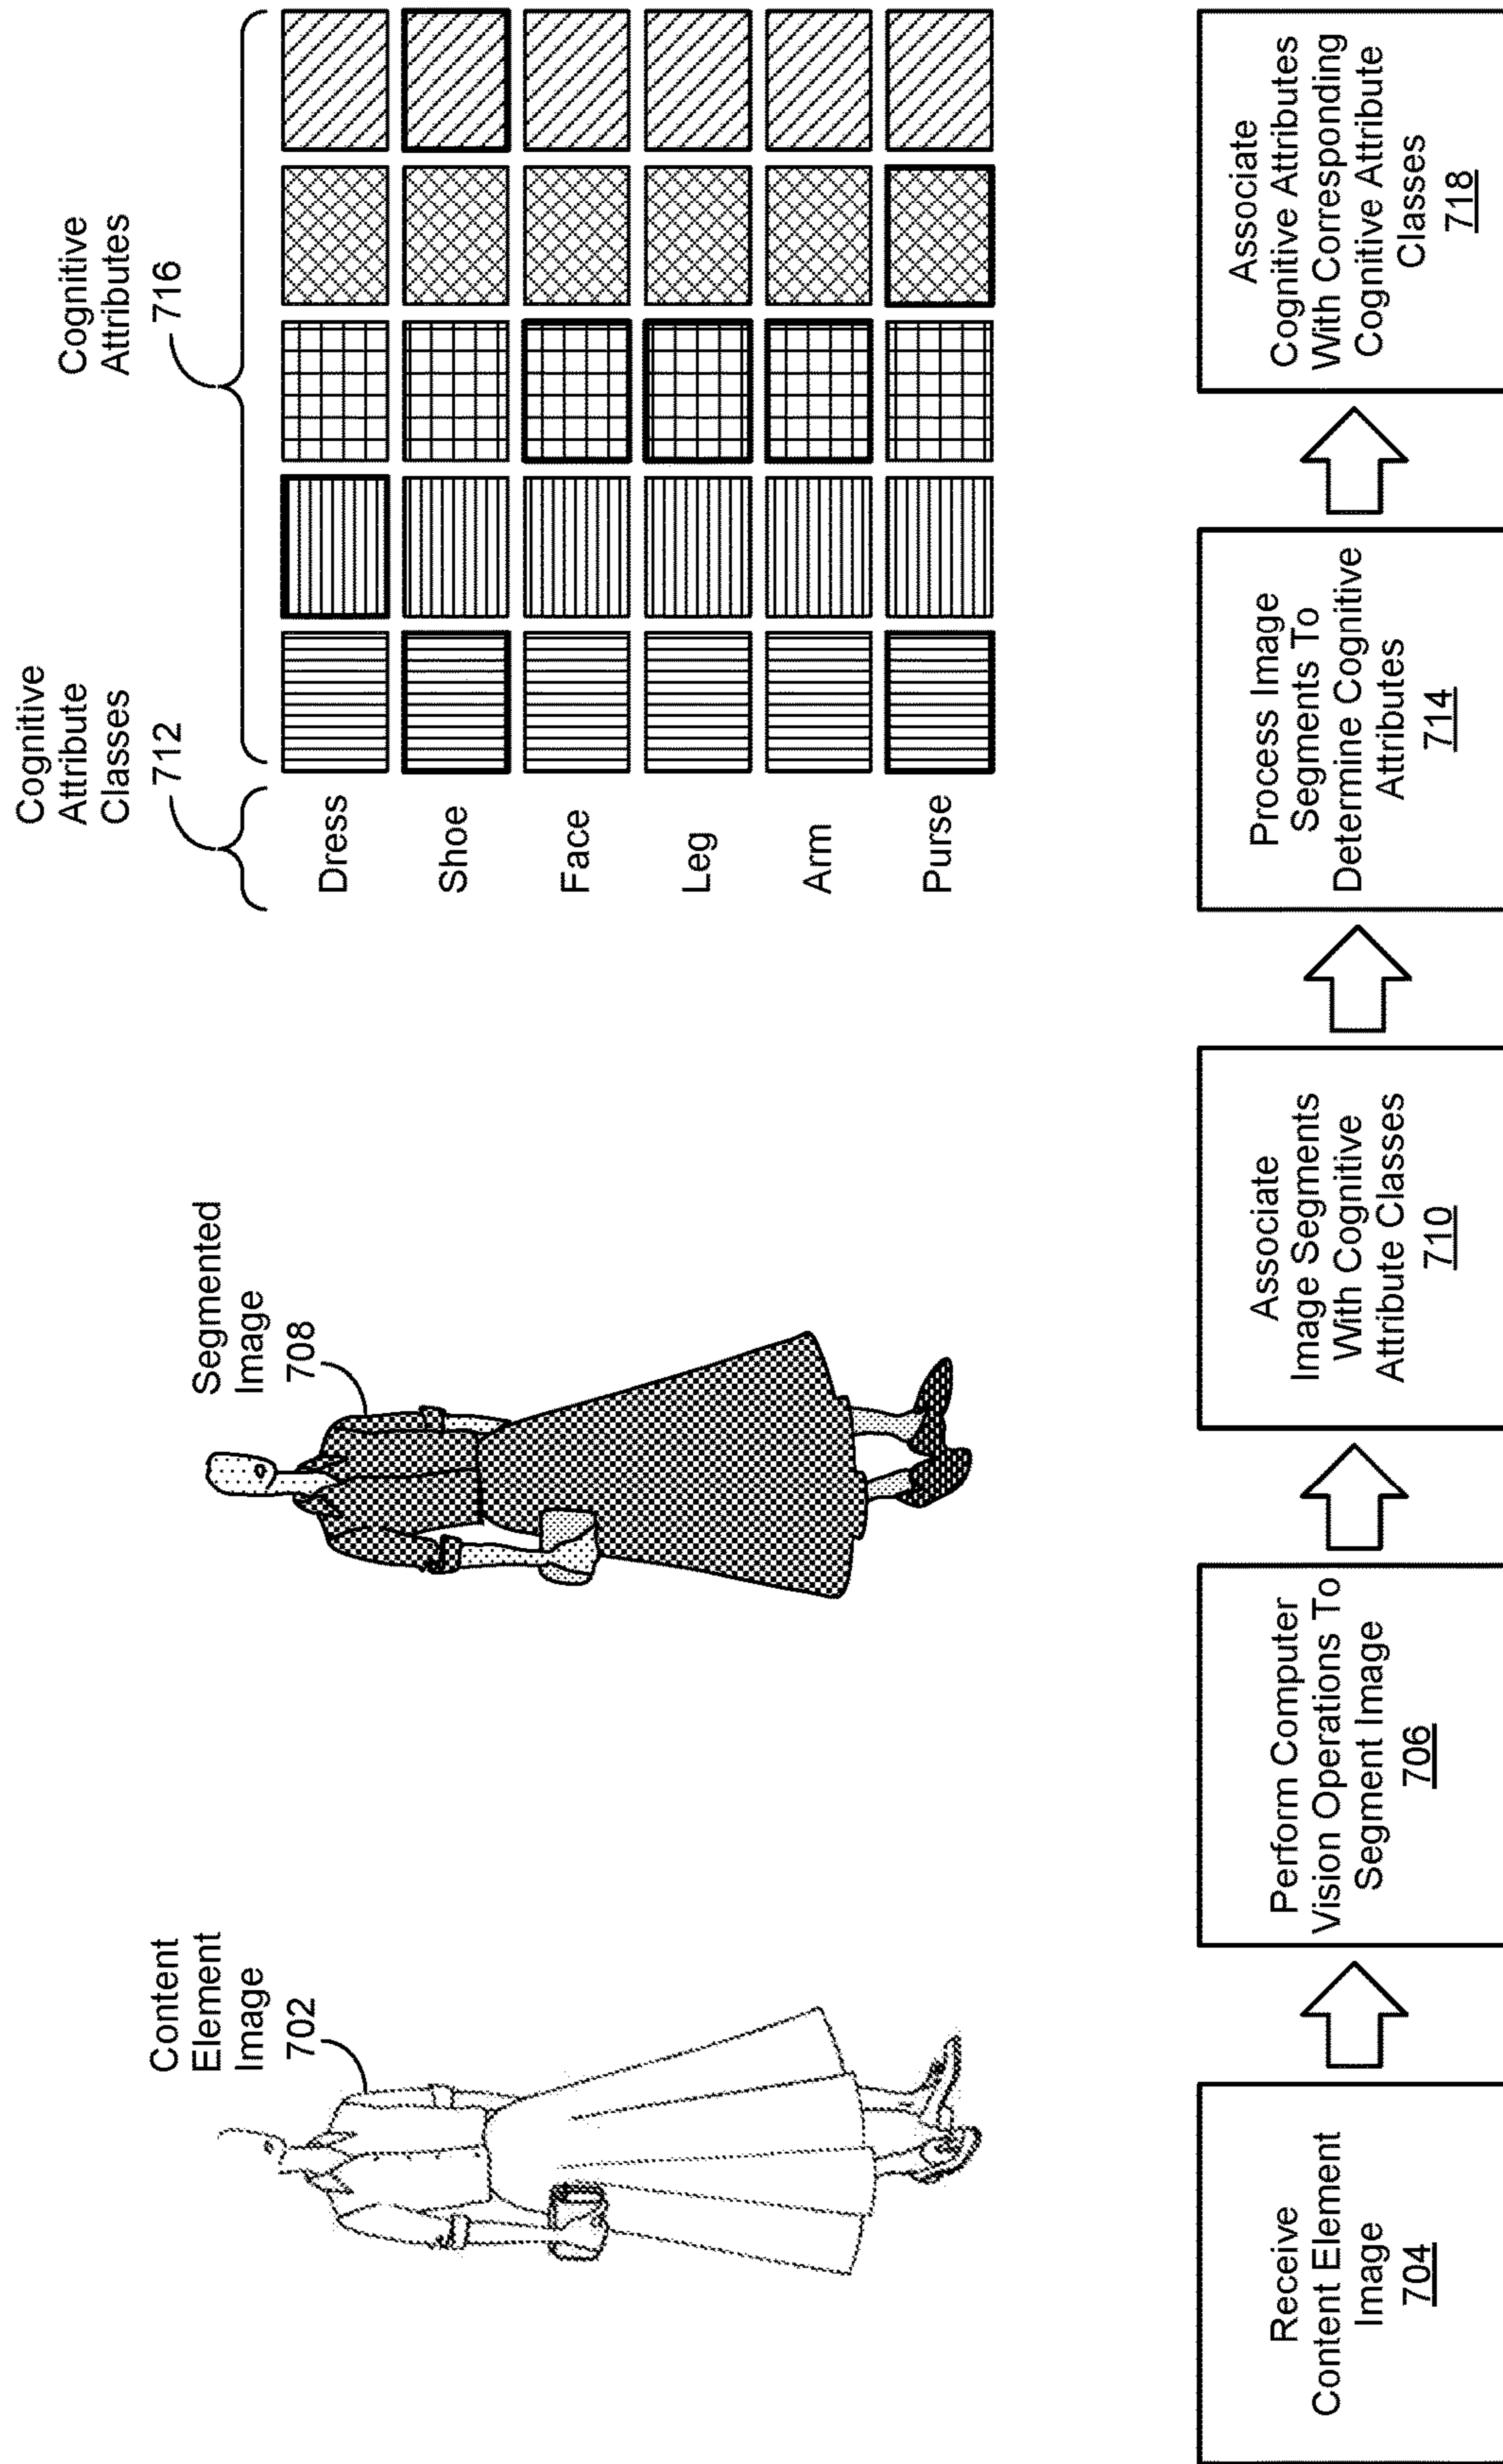 Content
Element
Image
702
Segmented
Image
708
Cognitive
Attribute
Classes
712
Cognitive
Attributes
716
Dress
Shoe
Face
Leg
Arm
Purse
Receive
Content Element
Image
704
Perform Computer
Vision Operations To
Segment Image
706
Associate
Image Segments
With Cognitive
Attribute Classes
710
Process Image
Segments To
Determine Cognitive
Attributes
714
Associate
Cognitive Attributes
With Corresponding
Cognitive Attribute
Classes
718